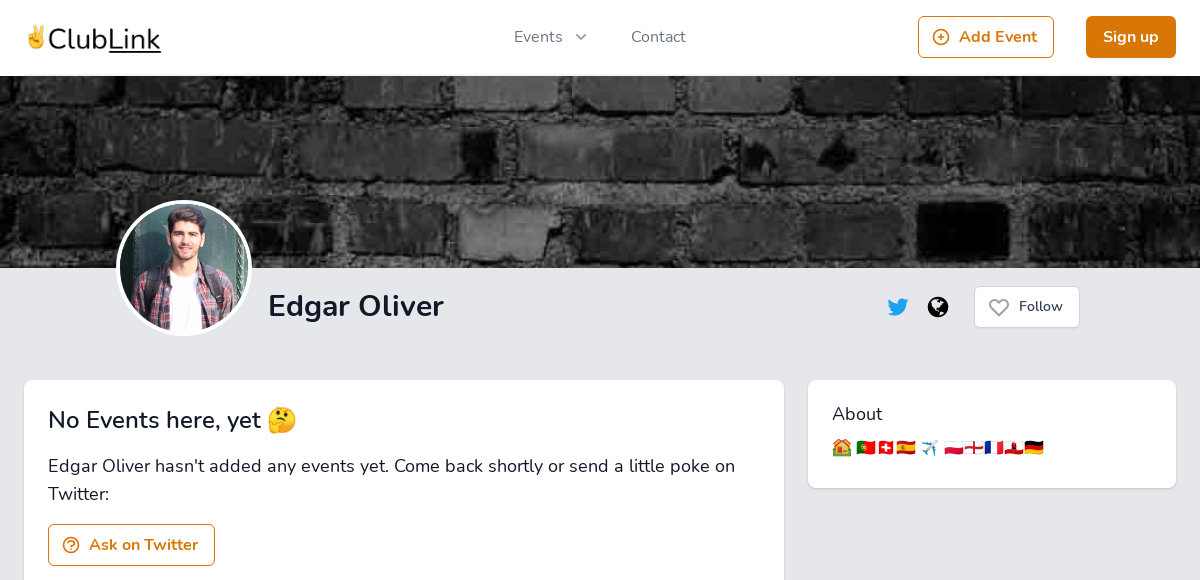 ✌️ClubLink
Events
Contact
Add Event
Sign up
Edgar Oliver
Follow
No Events here, yet 🤔
Edgar Oliver hasn't added any events yet. Come back shortly or send a little poke on
Twitter:
Ask on Twitter
About
🏠 🇵🇹🇨🇭🇪🇸 ✈️ 🇵🇱🏴󠁧󠁢󠁥󠁮󠁧󠁿🇫🇷🇬🇮🇩🇪